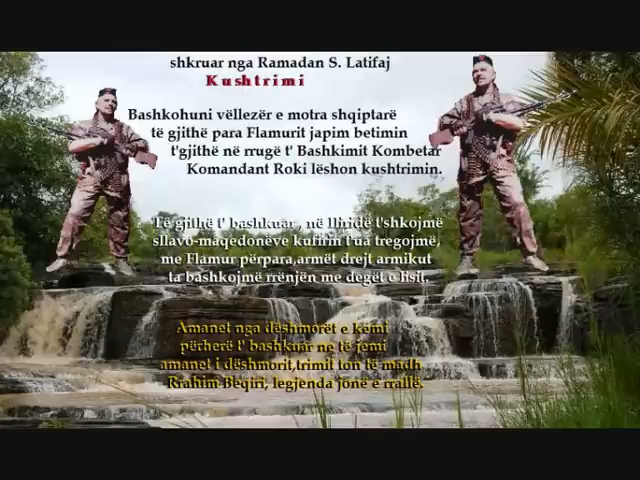 shkruar nga Ramadan S. Latifaj
Kushtrimi
Bashkohuni vëllezër e motra shqiptarë
të gjithë para Flamurit japim betimin
t'gjithë në rrugë t' Bashkimit Kombetar
Komandant Roki lëshon kushtrimin.
Të gjithë t' bashkuar , në llinidë t'shkojmë
sllavo-maqedonëve kufirin t'ua tregojmë,
me Flamur përpara,armët drejt armikut
ta bashkojmë rrënjën me degët e lisit.
Amanet nga dëshmorët e kemi
përherë t' bashkuar ne të jemi
amanet i dëshmorit,trimit ton të madh
Rrahim Beqiri, legjenda jonë e rrallë.